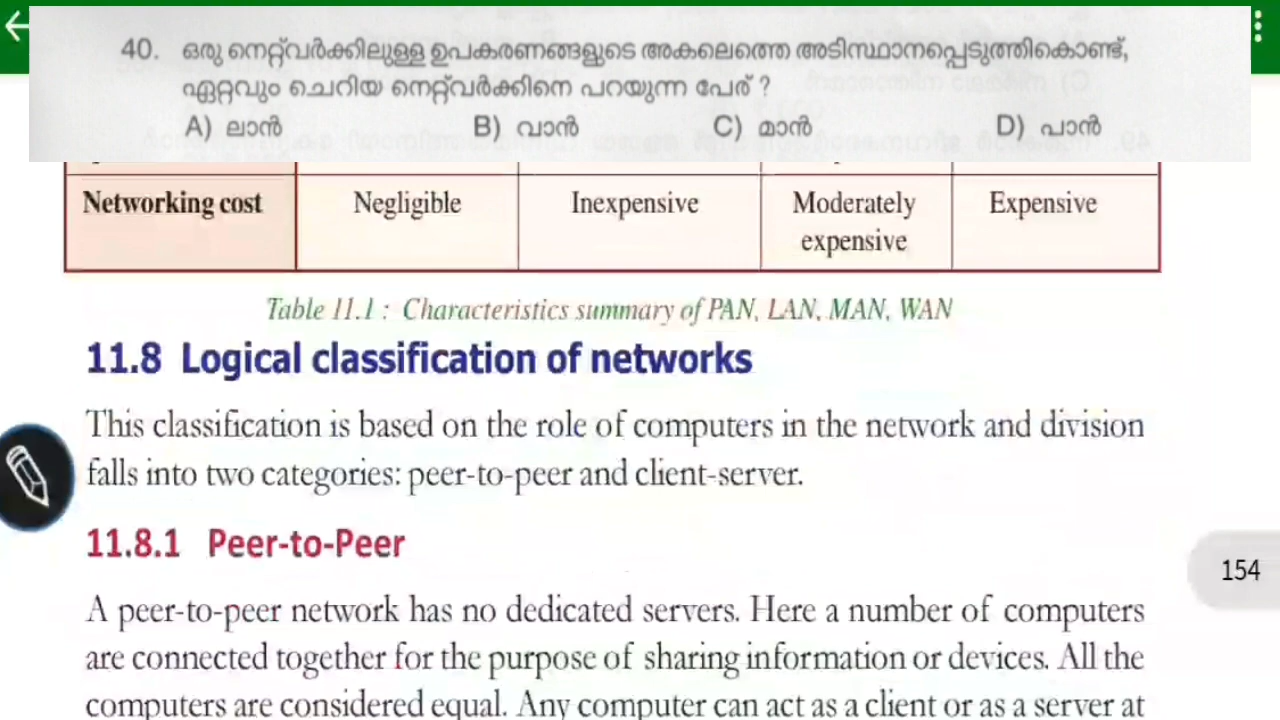 40. ഒരു നെറ്റ്‌വർക്കിലുള്ള ഉപകരണങ്ങളുടെ അകലെത്തെ അടിസ്ഥാനപ്പെടുത്തികൊണ്ട്,
ഏറ്റവും ചെറിയ നെറ്റ്‌വർക്കിനെ പറയുന്ന പേര് ?
A) ലാൻ B) വാൻ C) മാൻ D) പാൻ
Networking cost Negligible Inexpensive Moderately expensive Expensive
Table 11.1 : Characteristics summary of PAN, LAN, MAN, WAN
11.8 Logical classification of networks
This classification is based on the role of computers in the network and division
falls into two categories: peer-to-peer and client-server.
11.8.1 Peer-to-Peer
154
A peer-to-peer network has no dedicated servers. Here a number of computers
are connected together for the purpose of sharing information or devices. All the
computers are considered equal. Any computer can act as a client or as a server at